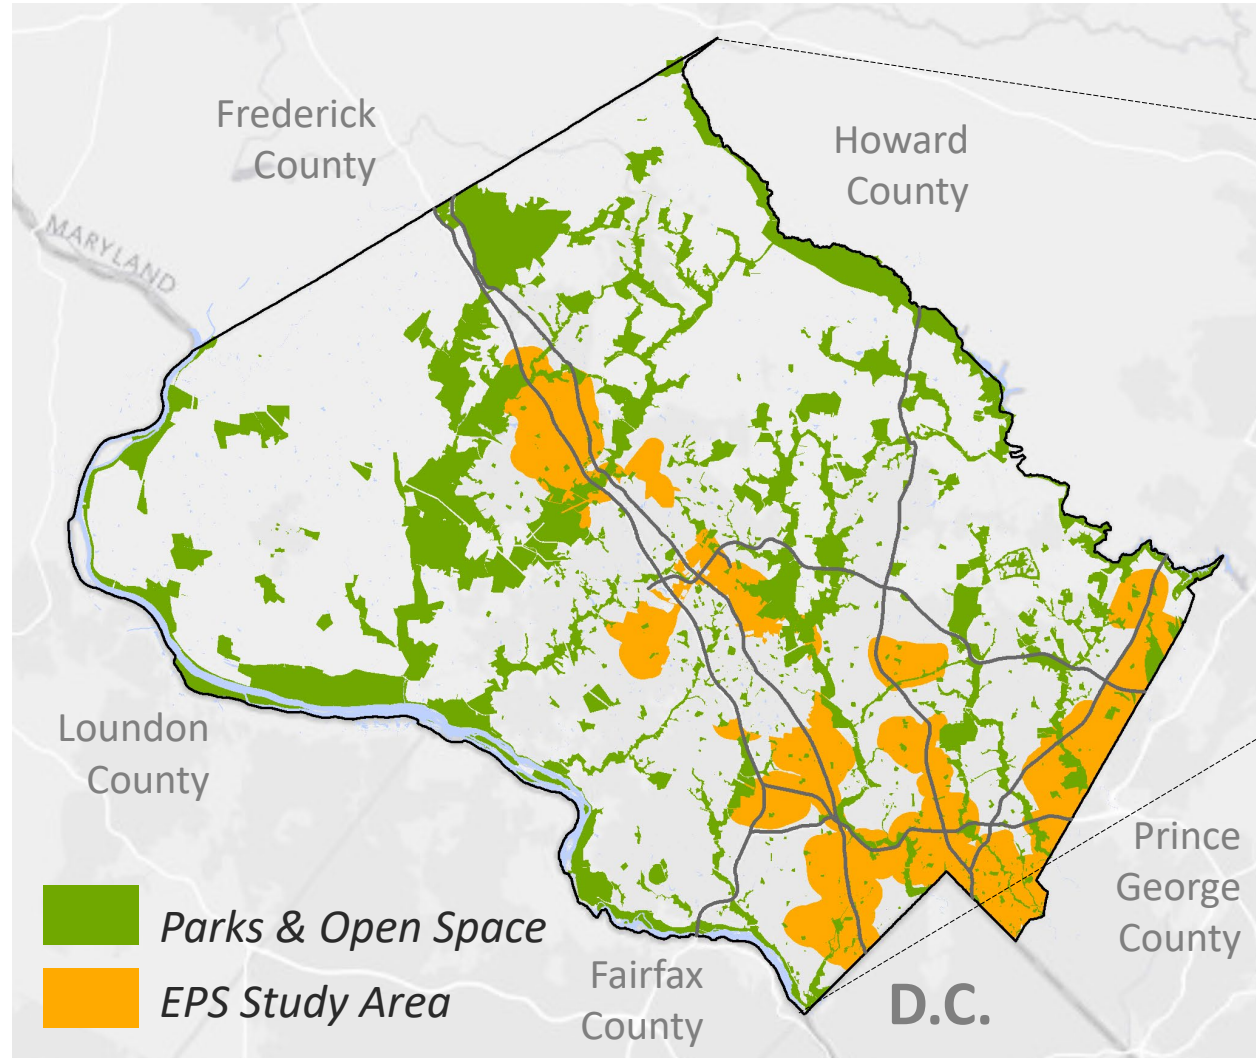 Frederick
County
Howard
County
MARYLAND
Loundon
County
Prince
George
County
Parks & Open Space
EPS Study Area
Fairfax
County
D.C.